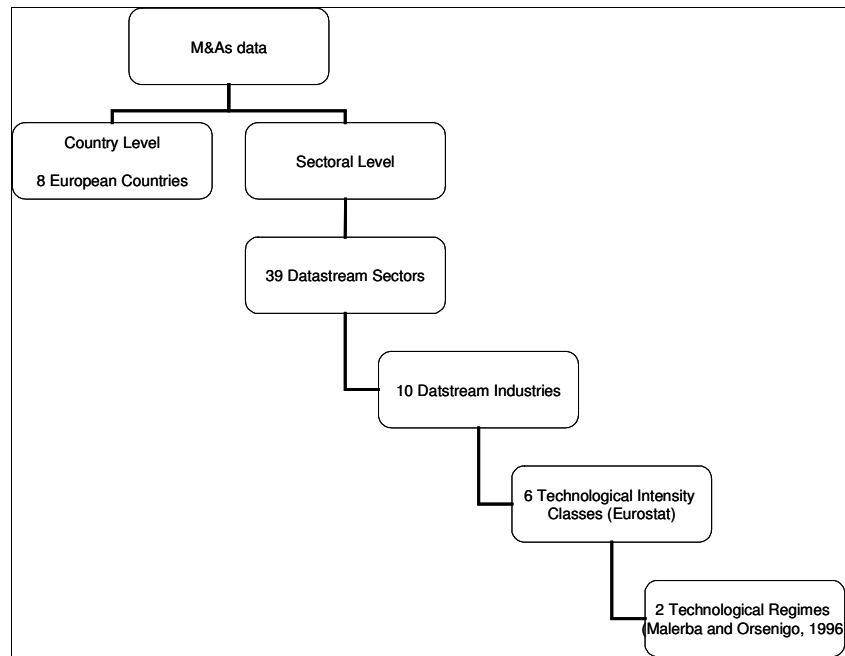 M&As data
Country Level
8 European Countries
Sectoral Level
39 Datastream Sectors
10 Datstream Industries
6 Technological Intensity
Classes (Eurostat)
2 Technological Regimes
(Malerba and Orsenigo, 1996